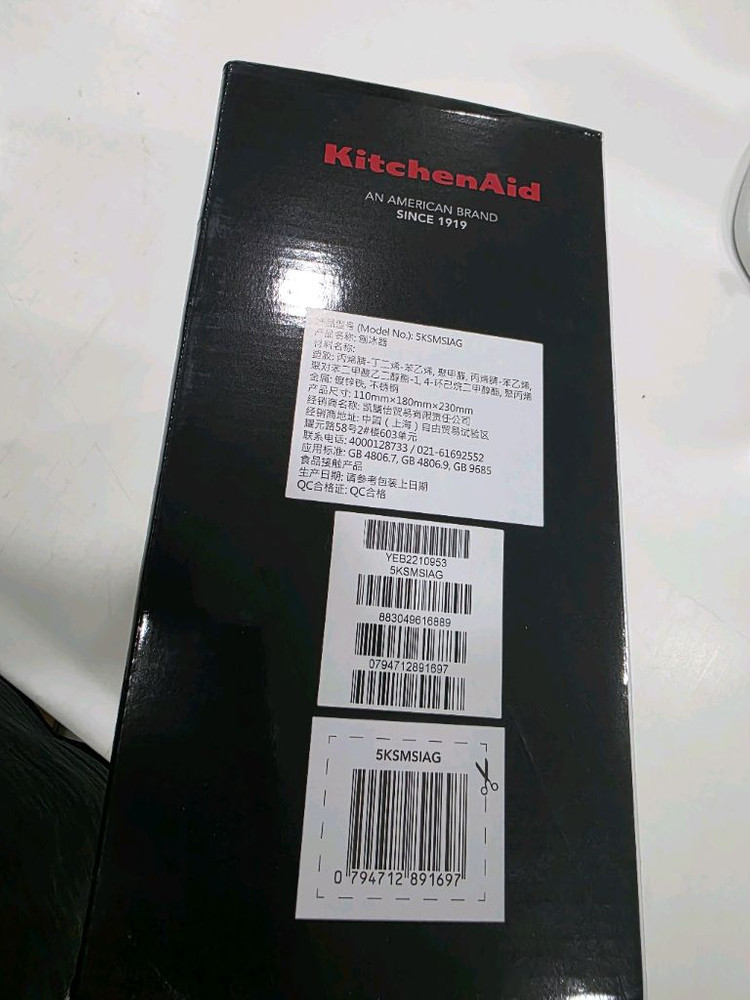 KitchenAid
AN AMERICAN BRAND
SINCE 1919
产品型号 (Model No.): 5KSMSIAG
产品名称: 刨冰器
材料名称:
塑胶: 丙烯腈-丁二烯-苯乙烯, 聚甲醛, 丙烯腈-苯乙烯,
聚对苯二甲酸乙二醇酯-1, 4-环己烷二甲醇酯, 聚丙烯
金属: 镀锌铁, 不锈钢
产品尺寸: 110mm×180mm×230mm
经销商名称: 凯膳怡贸易有限责任公司
经销商地址: 中国（上海）自由贸易试验区
耀元路58号2#楼603单元
联系电话: 4000128733 / 021-61692552
应用标准: GB 4806.7, GB 4806.9, GB 9685
食品接触产品
生产日期: 请参考包装上日期
QC合格证: QC合格
YEB2210953
5KSMSIAG
883049616889
0794712891697
5KSMSIAG
0 794712 891697